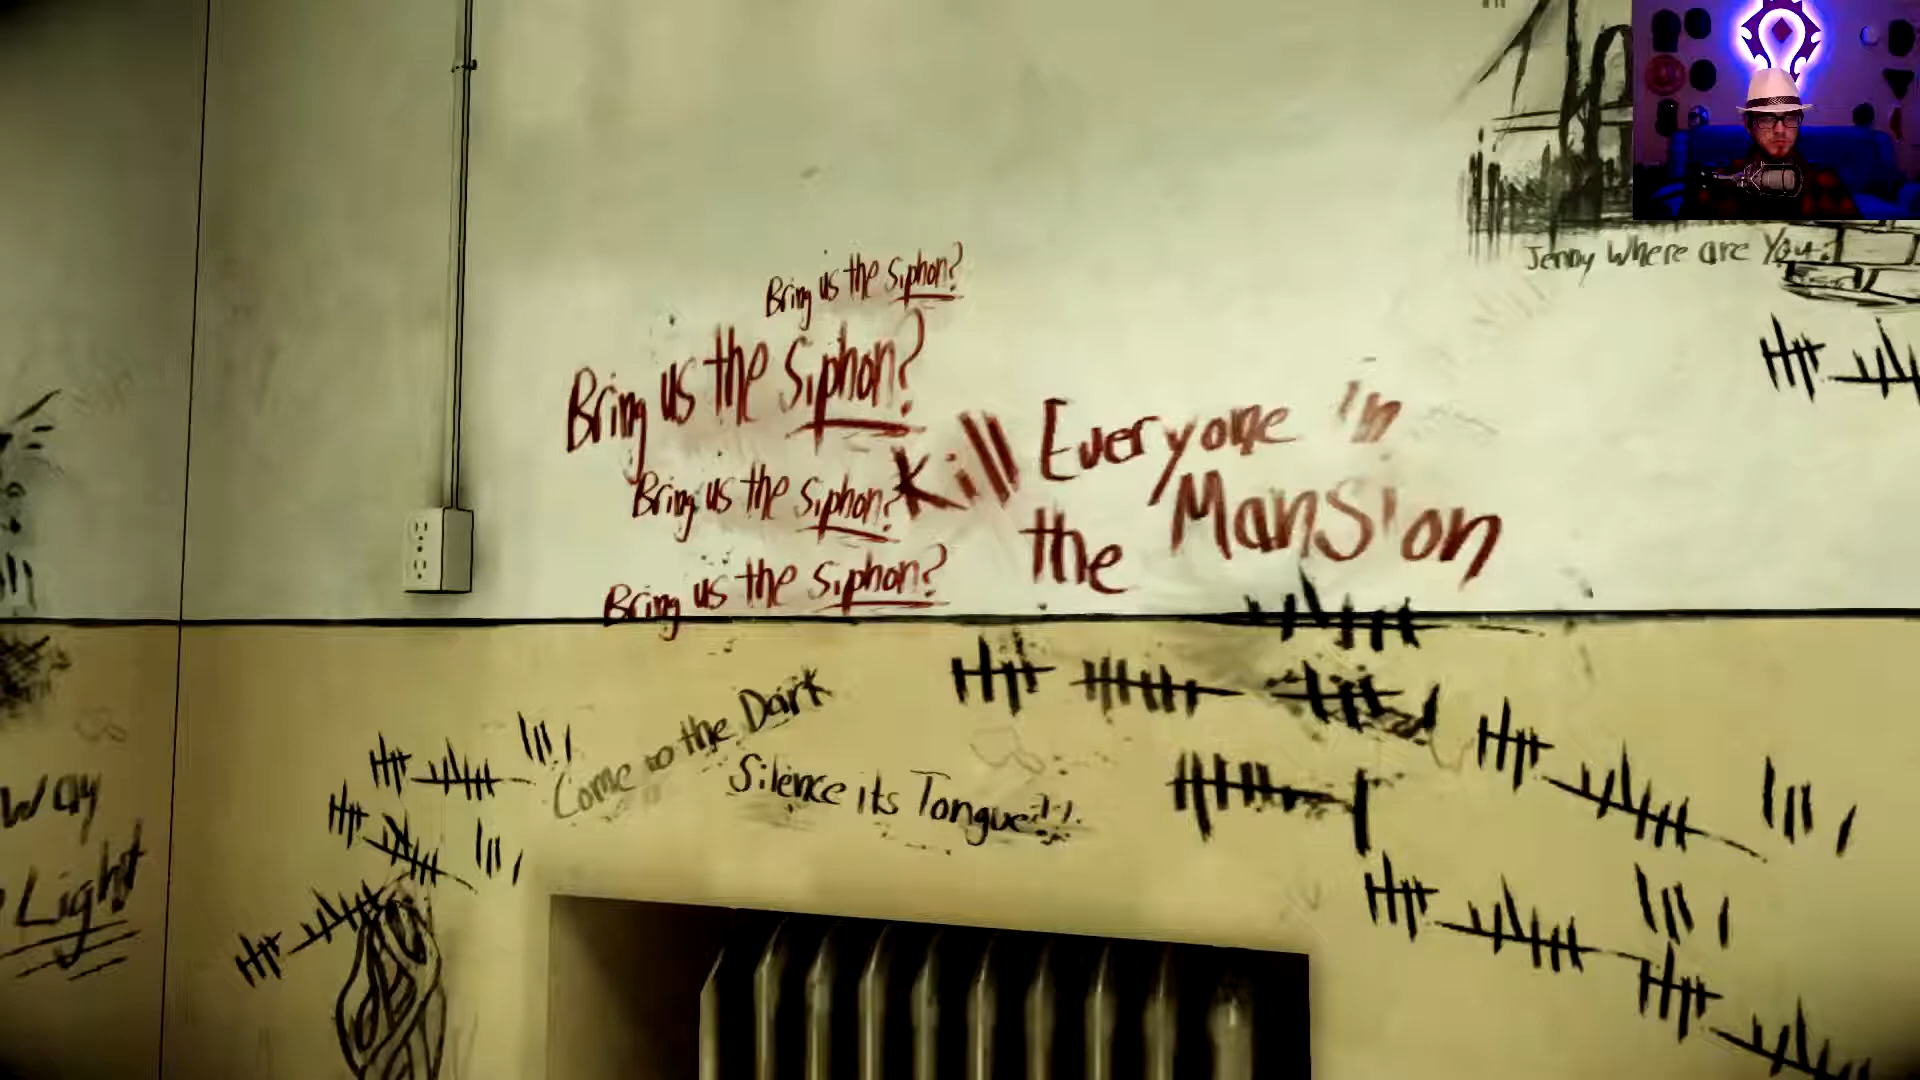 Jenny Where are You?
Bring us the Siphon?
Bring us the Siphon?
Bring us the Siphon?
Bring us the Siphon?
Kill Everyone in
the Mansion
Come to the Dark
Silence its Tongue!!!
way
Light